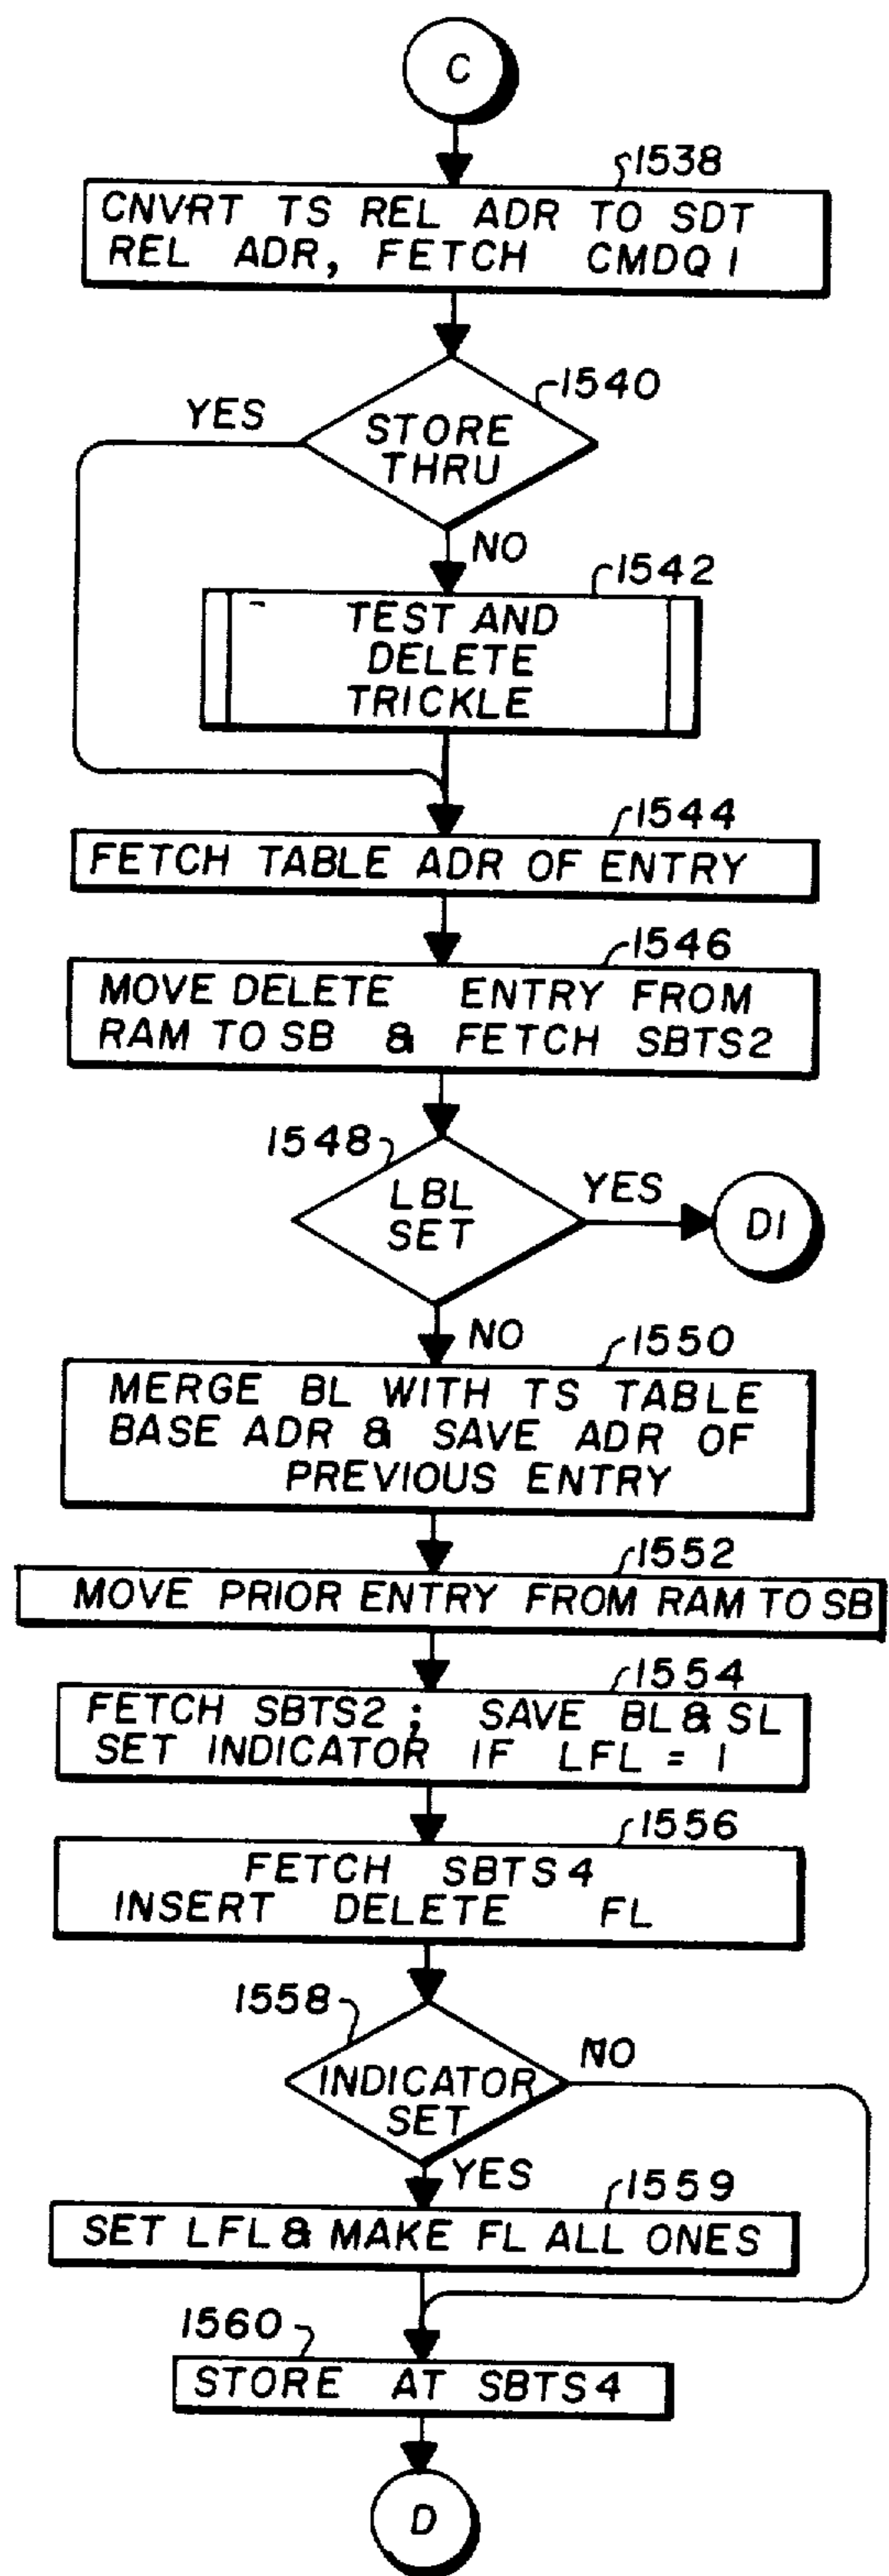 C
1538
CNVRT TS REL ADR TO SDT
REL ADR, FETCH CMDQ1
1540
YES
STORE
THRU
NO
1542
TEST AND
DELETE
TRICKLE
1544
FETCH TABLE ADR OF ENTRY
1546
MOVE DELETE ENTRY FROM
RAM TO SB & FETCH SBTS2
1548
LBL
SET
YES
D1
NO
1550
MERGE BL WITH TS TABLE
BASE ADR & SAVE ADR OF
PREVIOUS ENTRY
1552
MOVE PRIOR ENTRY FROM RAM TO SB
1554
FETCH SBTS2 ; SAVE BL & SL
SET INDICATOR IF LFL = 1
1556
FETCH SBTS4
INSERT DELETE FL
1558
INDICATOR
SET
NO
YES
1559
SET LFL & MAKE FL ALL ONES
1560
STORE AT SBTS4
D